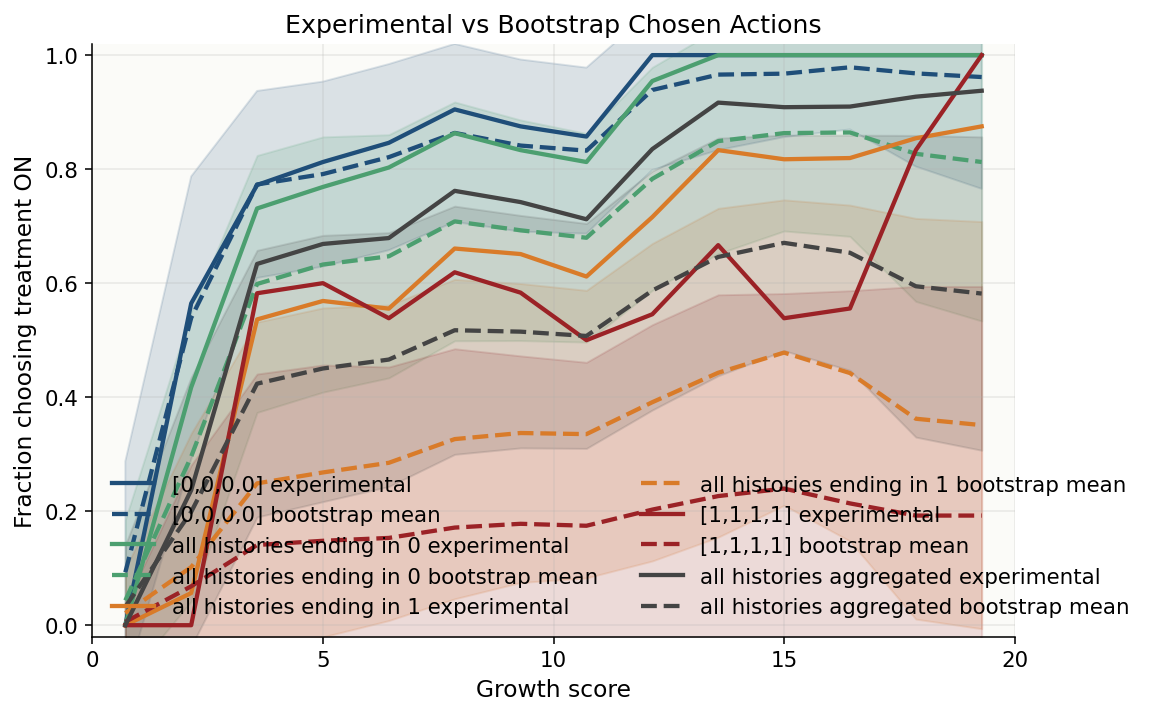 Experimental vs Bootstrap Chosen Actions
Fraction choosing treatment ON
1.0
0.8
0.6
0.4
0.2
0.0
[0,0,0,0] experimental
[0,0,0,0] bootstrap mean
all histories ending in 0 experimental
all histories ending in 0 bootstrap mean
all histories ending in 1 experimental
all histories ending in 1 bootstrap mean
[1,1,1,1] experimental
[1,1,1,1] bootstrap mean
all histories aggregated experimental
all histories aggregated bootstrap mean
0 5 10 15 20
Growth score